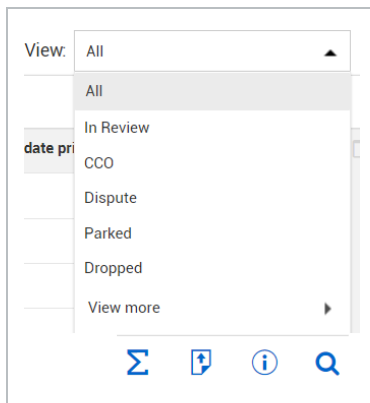 View: All
All
In Review
date pri
CCO
Dispute
Parked
Dropped
View more